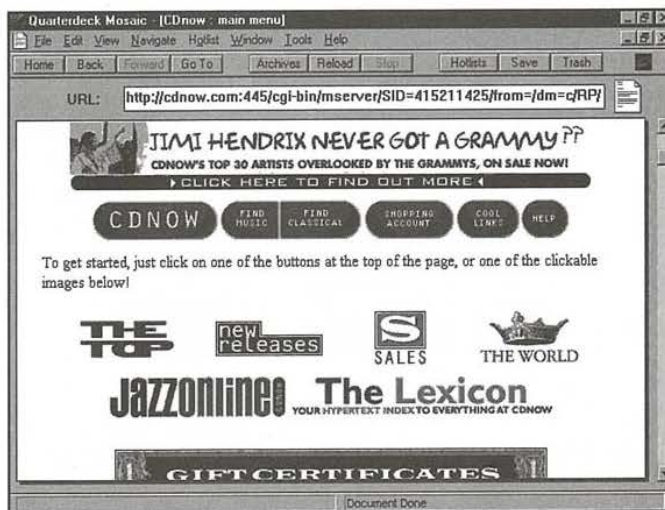 Quarterdeck Mosaic - [CDnow : main menu]
File Edit View Navigate Hotlist Window Tools Help
Home Back Forward Go To Archives Reload Stop Hotlists Save Trash
URL: http://cdnow.com:445/cgi-bin/mserver/SID=415211425/from=/dm=c/RP/
JIMI HENDRIX NEVER GOT A GRAMMY??
CDNOW'S TOP 30 ARTISTS OVERLOOKED BY THE GRAMMYS, ON SALE NOW!
CLICK HERE TO FIND OUT MORE
CDNOW FIND MUSIC FIND CLASSICAL SHOPPING ACCOUNT COOL LINKS HELP
To get started, just click on one of the buttons at the top of the page, or one of the clickable
images below!
THE TOP new releases S SALES THE WORLD
JAZZonline The Lexicon
YOUR HYPERTEXT INDEX TO EVERYTHING AT CDNOW
GIFT CERTIFICATES
Document Done